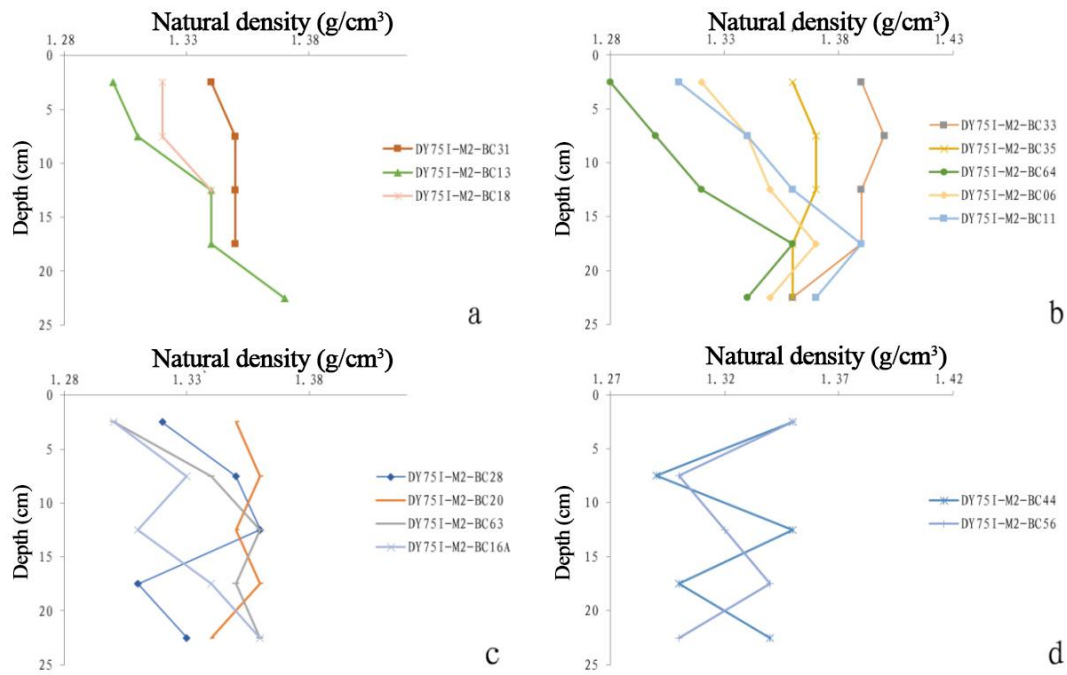 Natural density (g/cm³)
1.28 1.33 1.38
0
5
10
15
20
25
Depth (cm)
DY75I-M2-BC31
DY75I-M2-BC13
DY75I-M2-BC18
a
Natural density (g/cm³)
1.28 1.33 1.38 1.43
0
5
10
15
20
25
Depth (cm)
DY75I-M2-BC33
DY75I-M2-BC35
DY75I-M2-BC64
DY75I-M2-BC06
DY75I-M2-BC11
b
Natural density (g/cm³)
1.28 1.33 1.38
0
5
10
15
20
25
Depth (cm)
DY75I-M2-BC28
DY75I-M2-BC20
DY75I-M2-BC63
DY75I-M2-BC16A
c
Natural density (g/cm³)
1.27 1.32 1.37 1.42
0
5
10
15
20
25
Depth (cm)
DY75I-M2-BC44
DY75I-M2-BC56
d